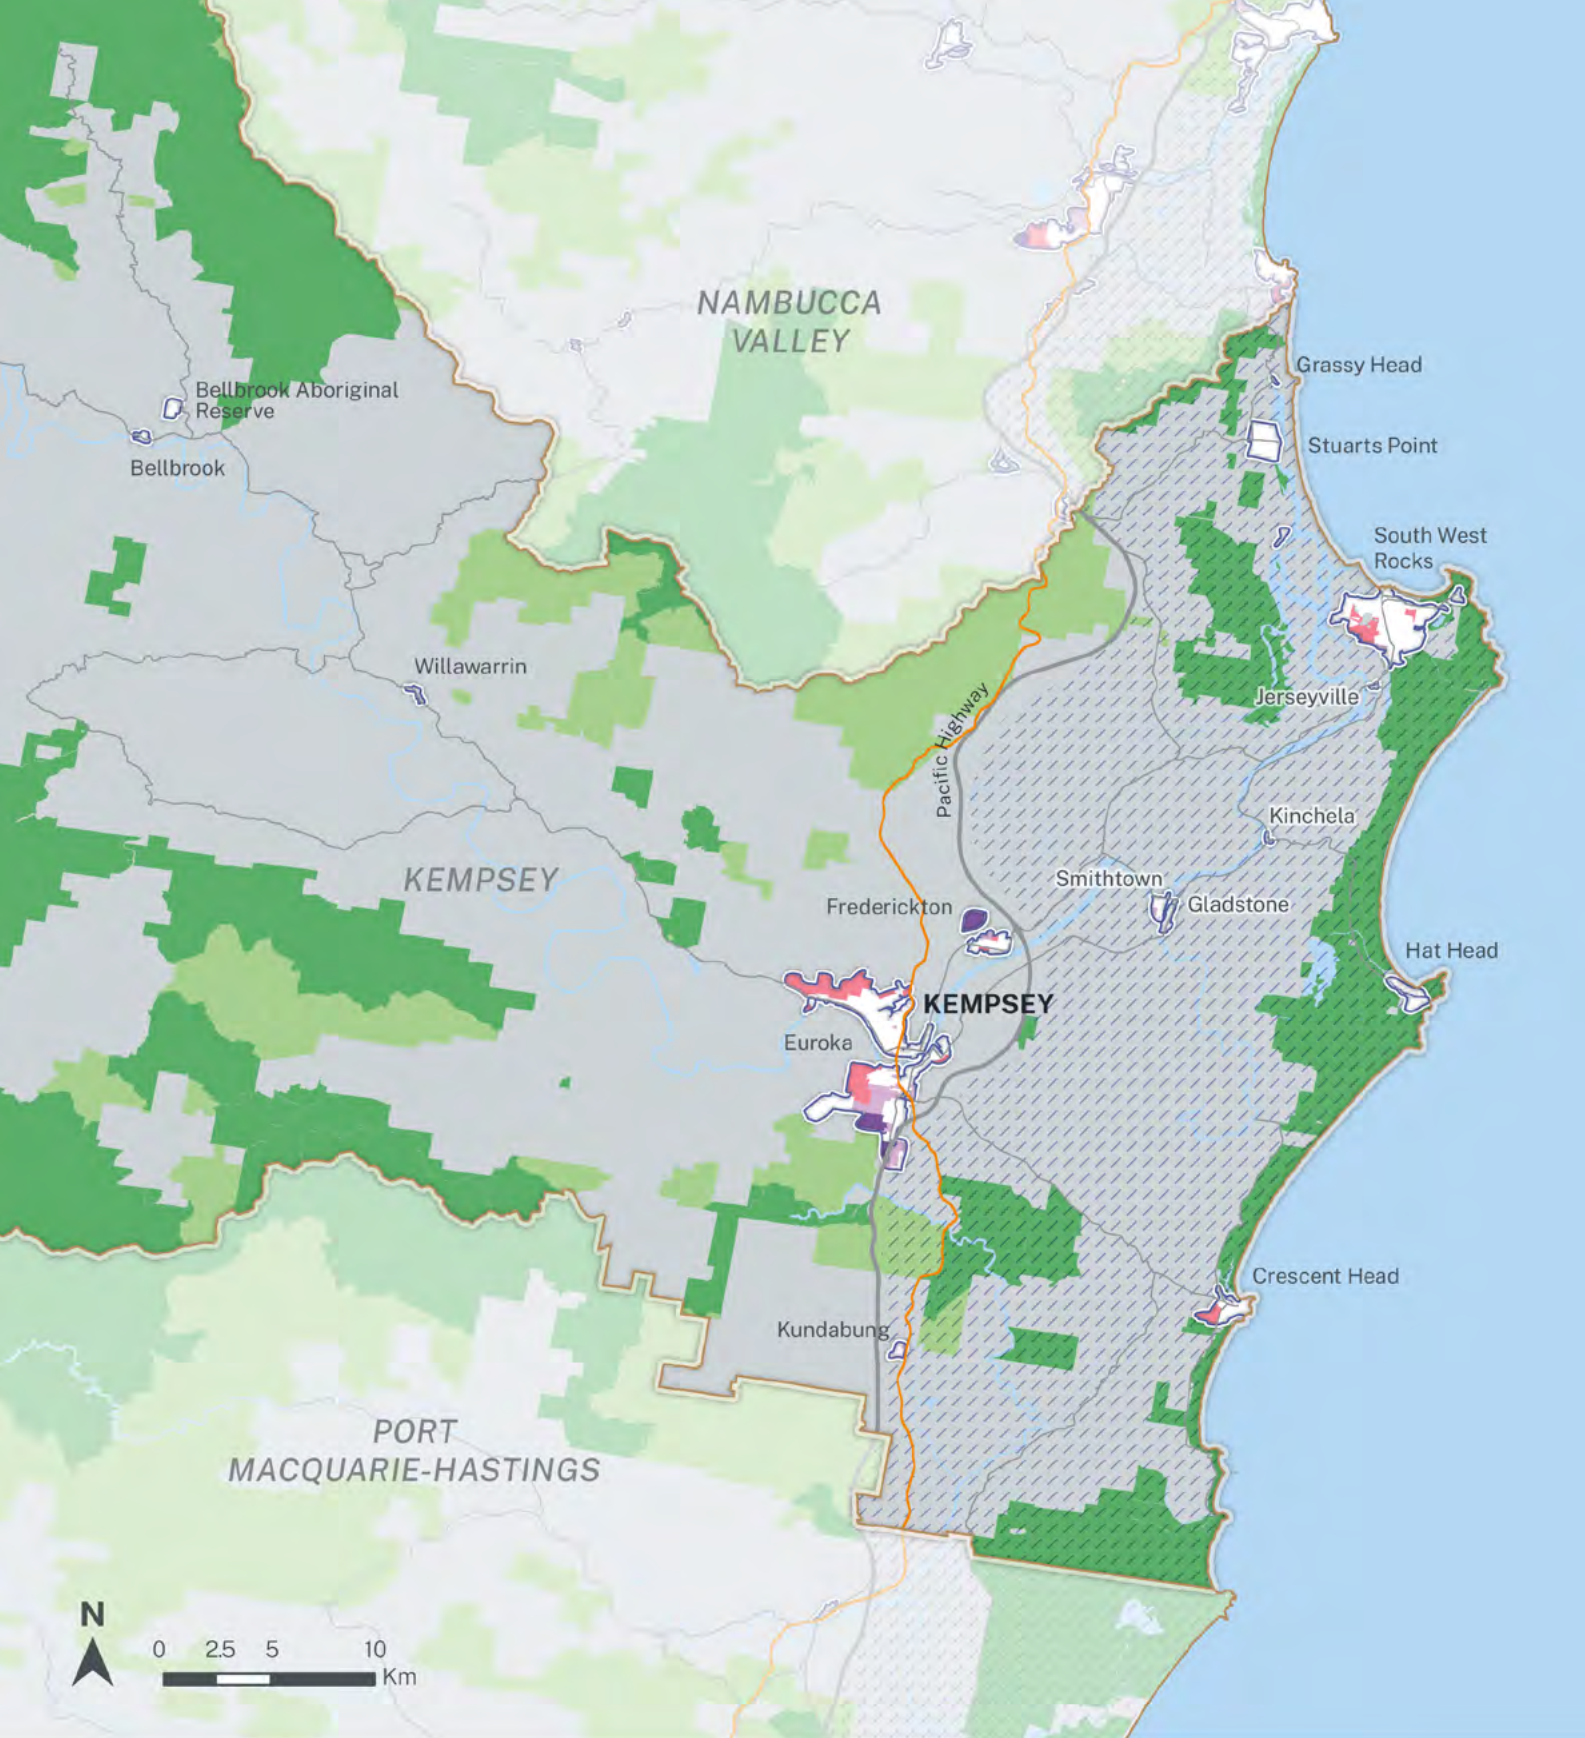 NAMBUCCA
VALLEY
Grassy Head
Bellbrook Aboriginal
Reserve
Stuarts Point
Bellbrook
South West
Rocks
Willawarrin
Jerseyville
Pacific Highway
Kinchela
KEMPSEY
Smithtown
Gladstone
Frederickton
Hat Head
KEMPSEY
Euroka
Crescent Head
Kundabung
PORT
MACQUARIE-HASTINGS
N
0 2.5 5 10
Km